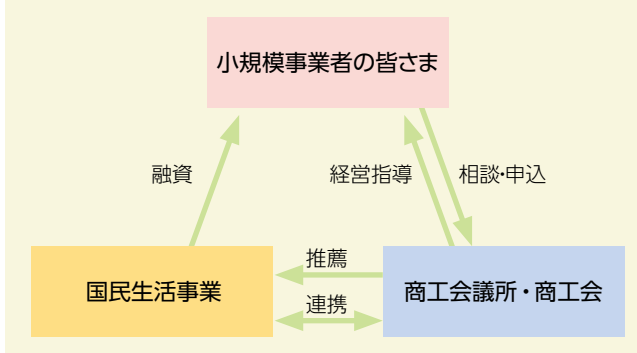 小規模事業者の皆さま
融資
経営指導
相談・申込
国民生活事業
推薦
連携
商工会議所・商工会